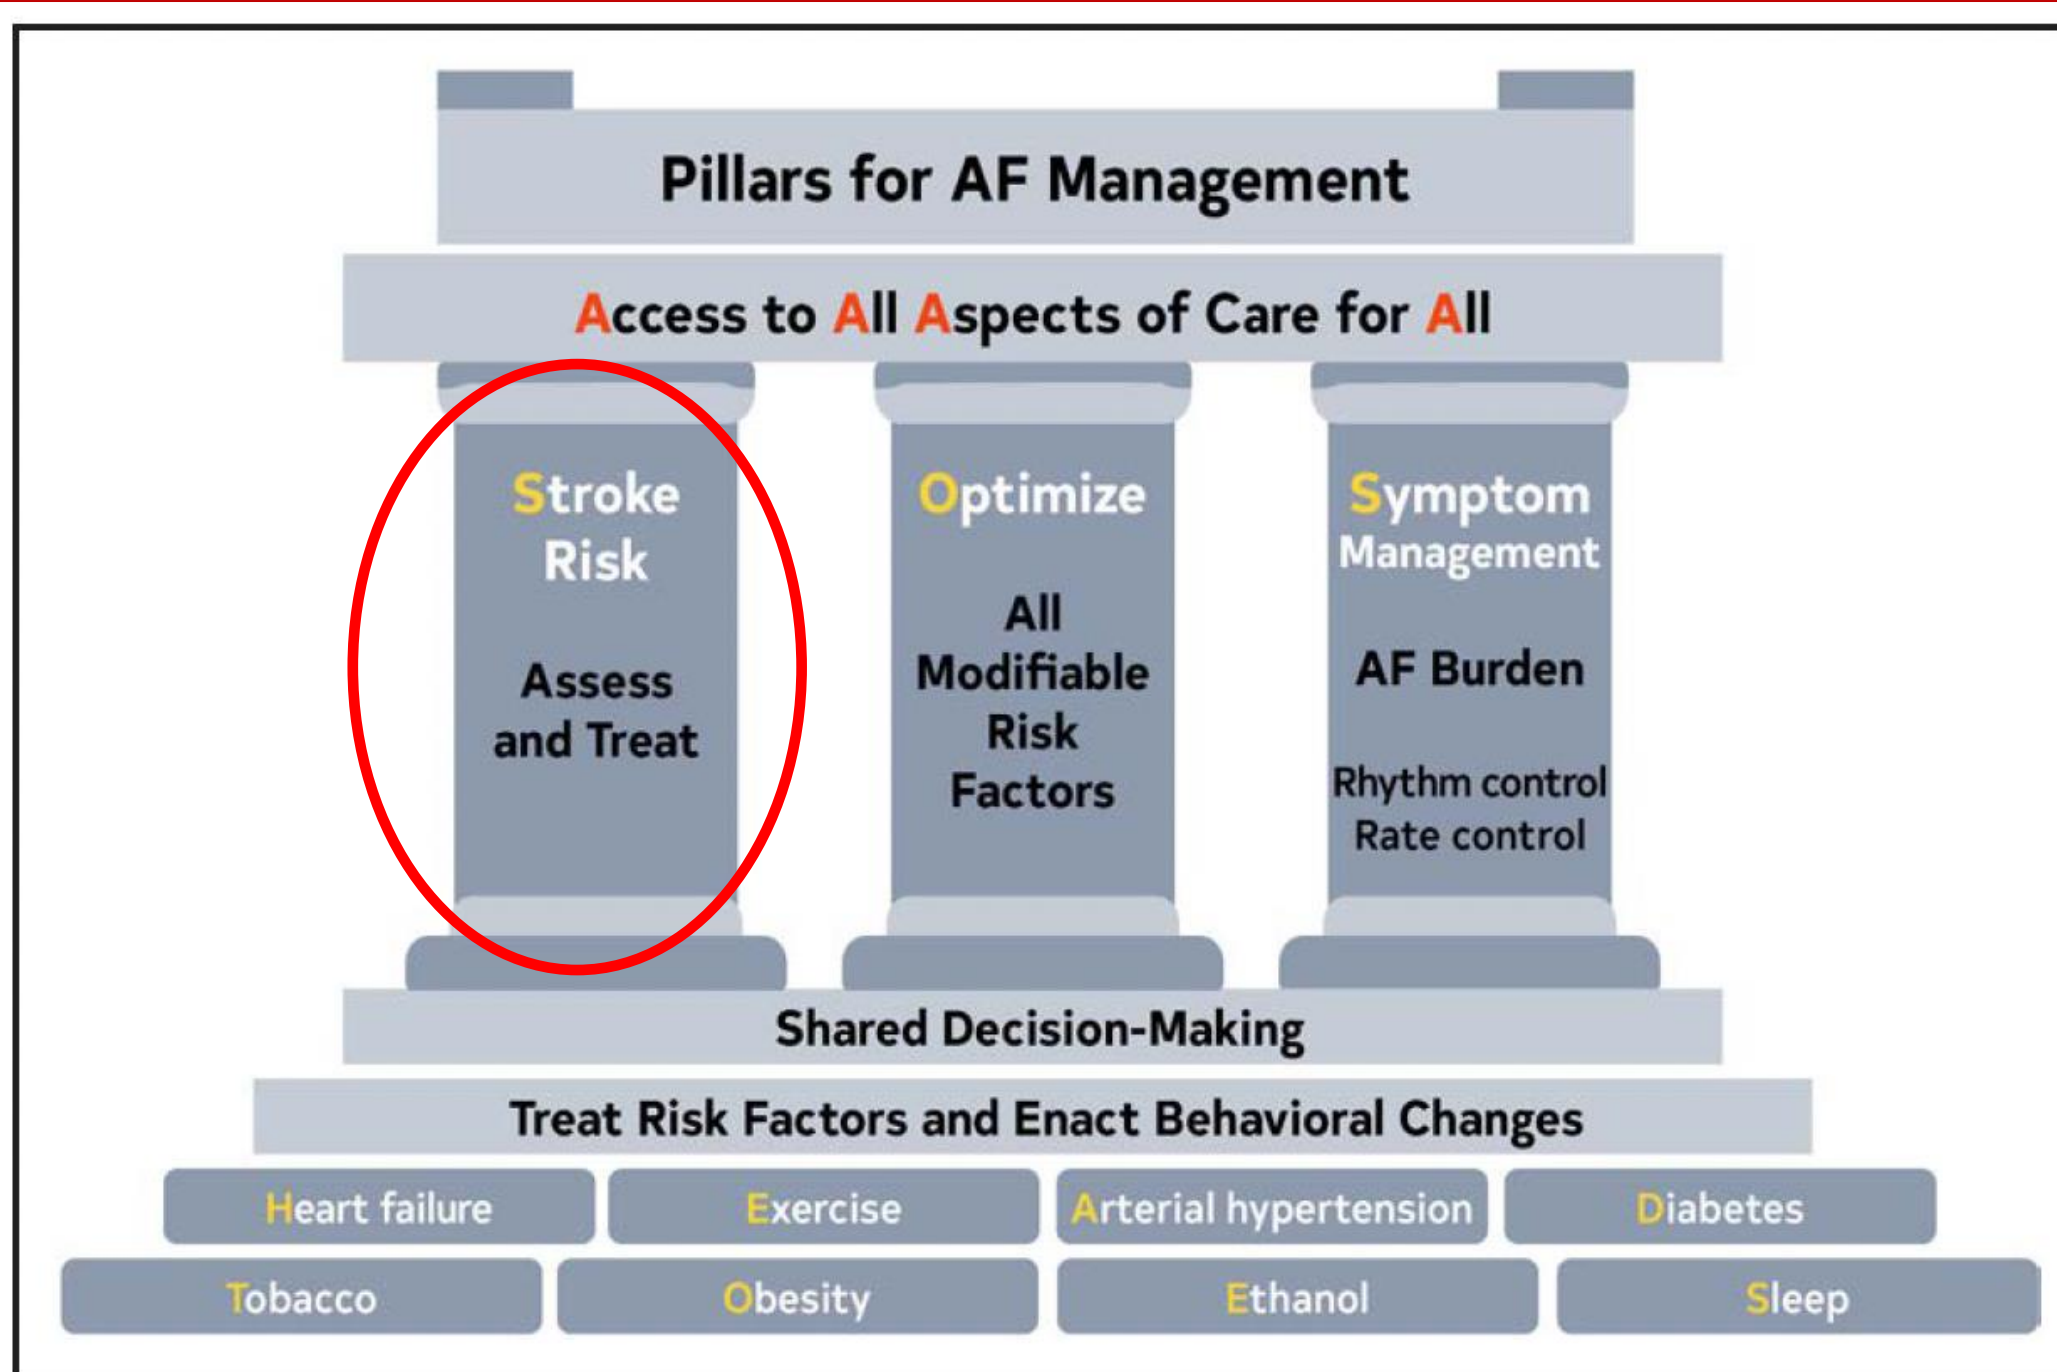 Pillars for AF Management
Access to All Aspects of Care for All
Stroke
Risk
Assess
and Treat
Optimize
All
Modifiable
Risk
Factors
Symptom
Management
AF Burden
Rhythm control
Rate control
Shared Decision-Making
Treat Risk Factors and Enact Behavioral Changes
Heart failure
Exercise
Arterial hypertension
Diabetes
Tobacco
Obesity
Ethanol
Sleep